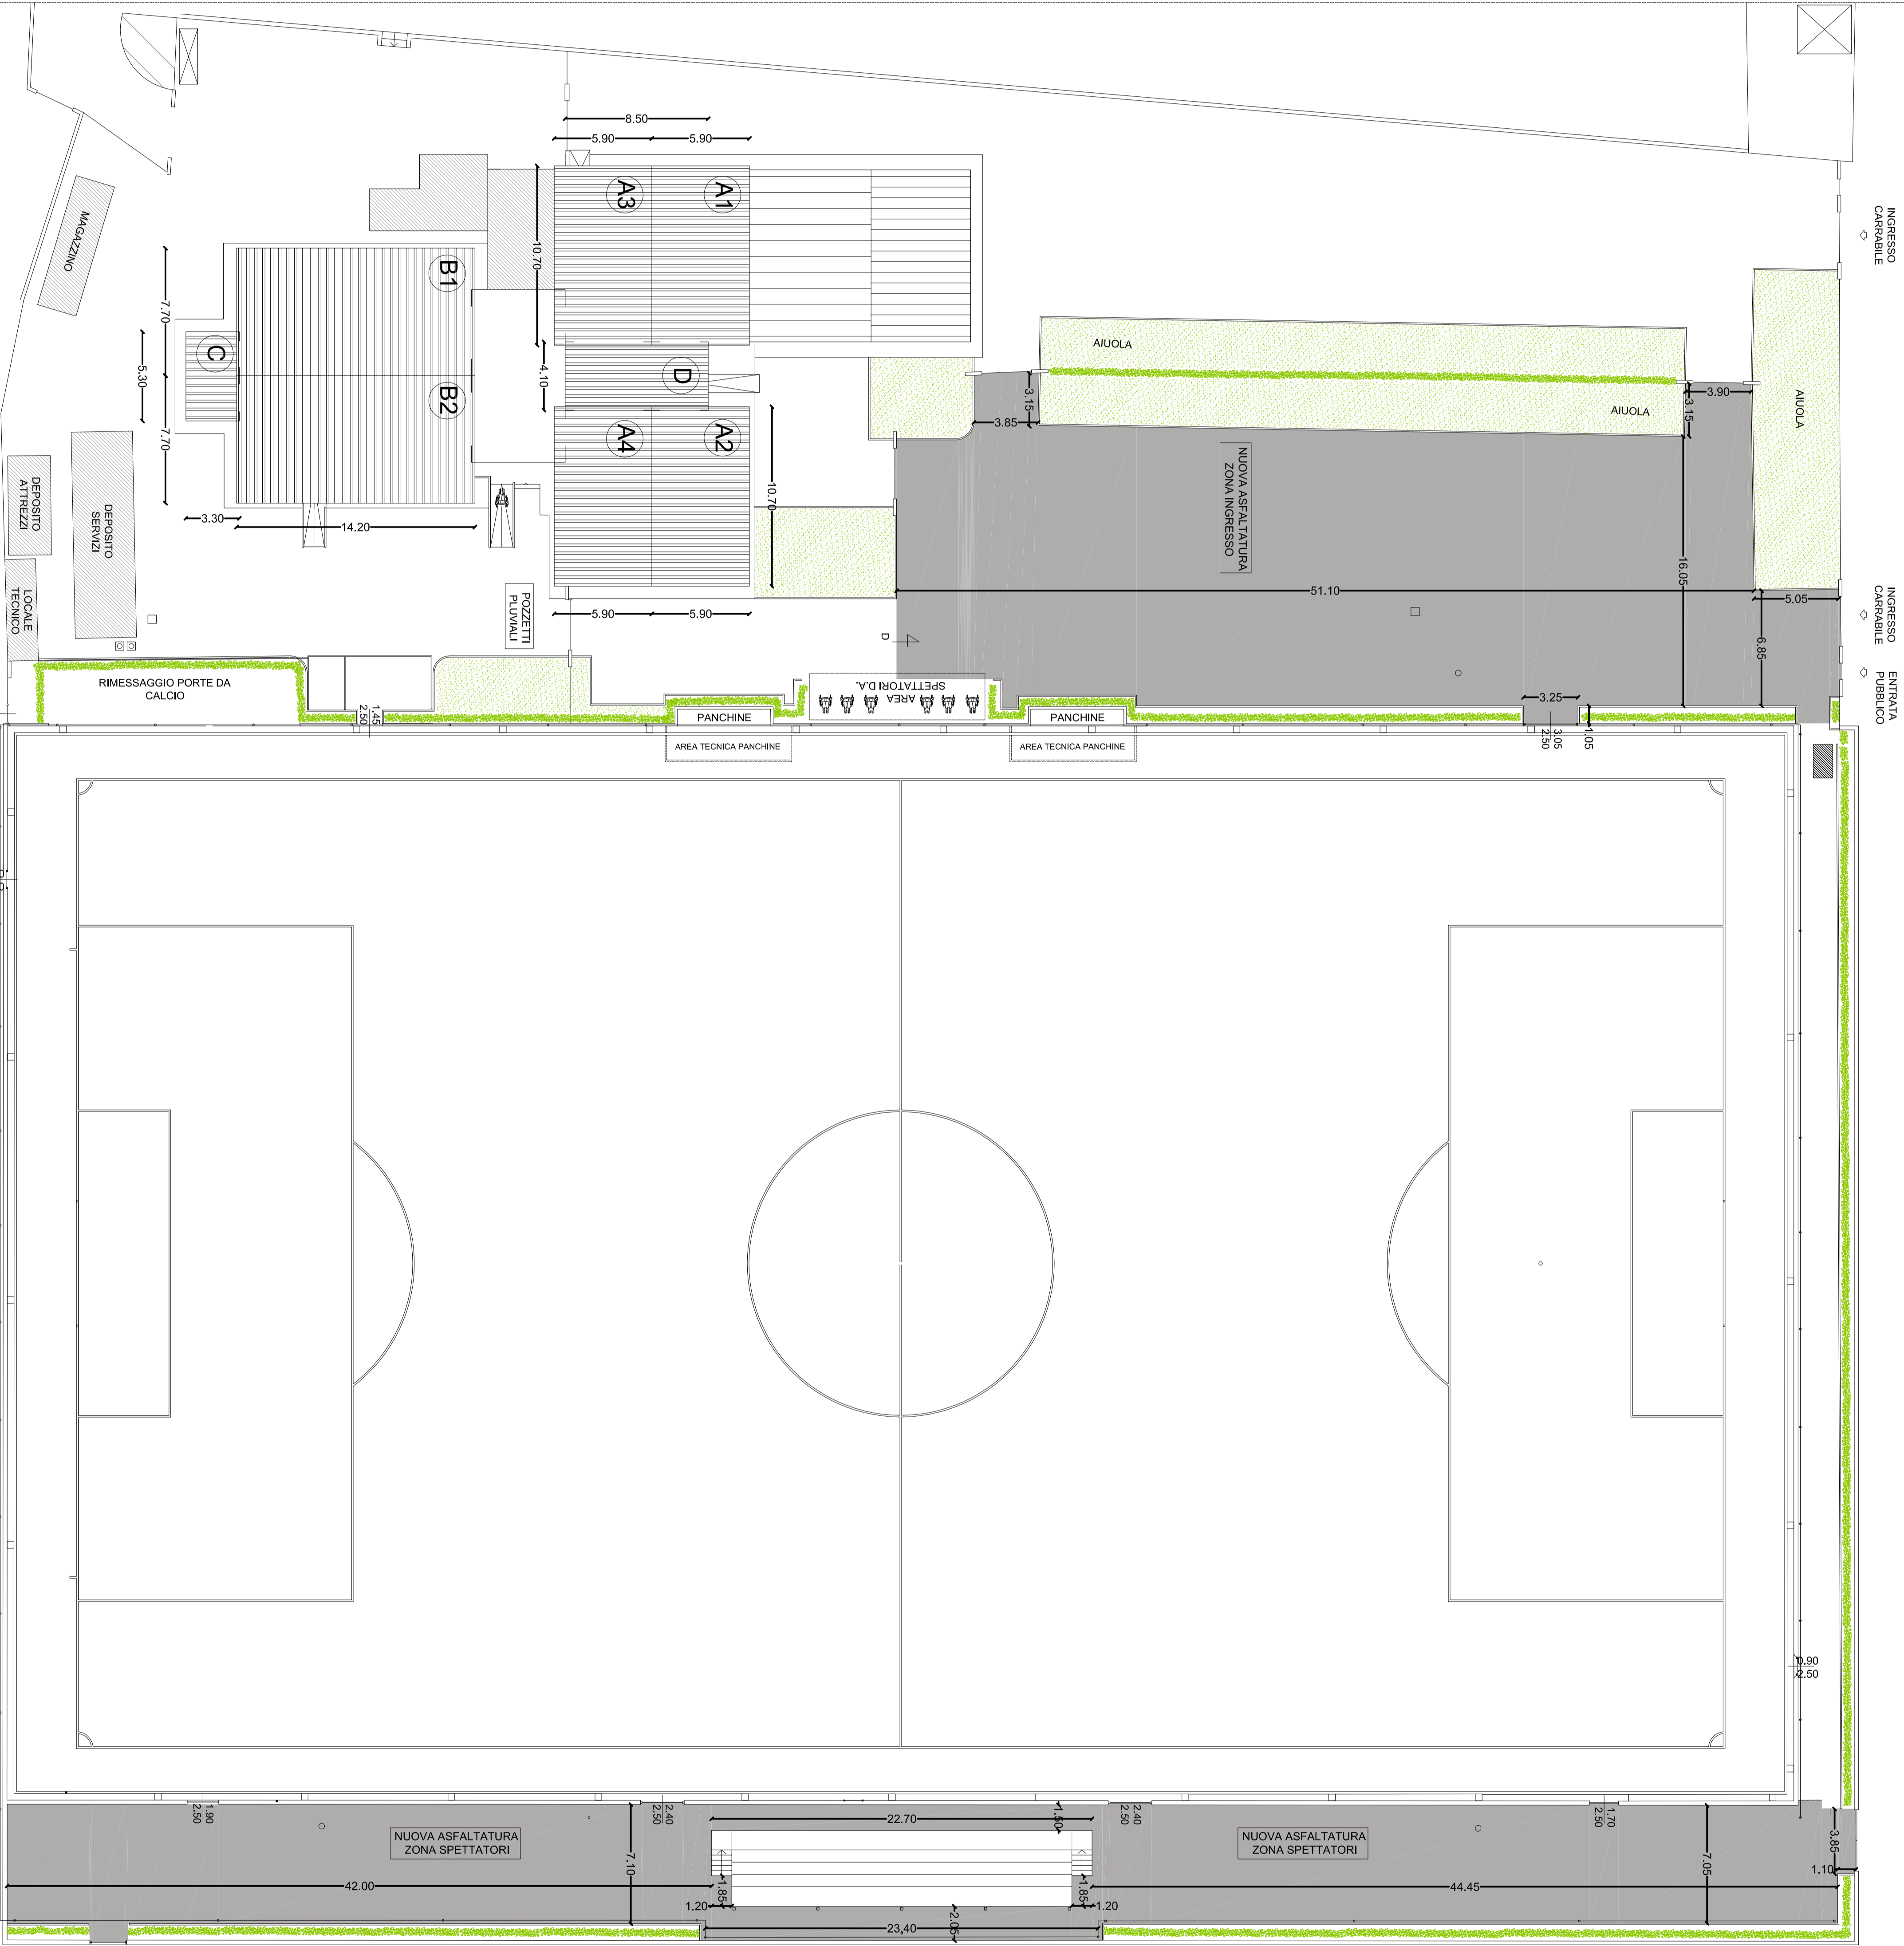 INGRESSO
CARRABILE
8.50
5.90
5.90
A3
A1
10.70
MAGAZZINO
B1
7.70
C
5.30
4.10
D
B2
7.70
A4
A2
10.70
3.30
14.20
DEPOSITO
ATTREZZI
DEPOSITO
SERVIZI
LOCALE
TECNICO
POZZETTI
PLUVIALI
5.90
5.90
AIUOLA
AIUOLA
AIUOLA
3.15
3.85
3.15
3.90
NUOVA ASFALTATURA
ZONA INGRESSO
16.05
51.10
5.05
6.85
INGRESSO
CARRABILE
ENTRATA
PUBBLICO
D
RIMESSAGGIO PORTE DA
CALCIO
1.45
2.50
PANCHINE
AREA
SPETTATORI D.A.
PANCHINE
AREA TECNICA PANCHINE
AREA TECNICA PANCHINE
3.25
3.05
2.50
1.05
0.90
2.50
1.90
2.50
2.40
2.50
22.70
1.50
2.40
2.50
1.70
2.50
NUOVA ASFALTATURA
ZONA SPETTATORI
7.10
NUOVA ASFALTATURA
ZONA SPETTATORI
7.05
3.85
1.10
42.00
1.85
1.20
1.85
1.20
44.45
2.05
23.40